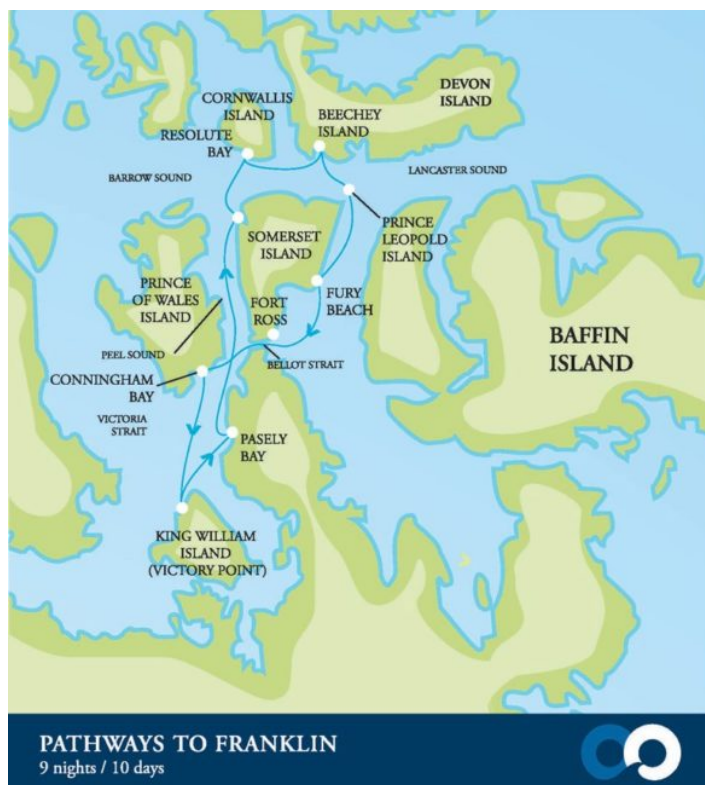 CORNWALLIS
ISLAND
BEECHEY
ISLAND
DEVON
ISLAND
RESOLUTE
BAY
BARROW SOUND
LANCASTER SOUND
PRINCE
LEOPOLD
ISLAND
SOMERSET
ISLAND
PRINCE
OF WALES
ISLAND
FORT
ROSS
FURY
BEACH
BAFFIN
ISLAND
PEEL SOUND
BELLOT STRAIT
CONNINGHAM
BAY
VICTORIA
STRAIT
PASELY
BAY
KING WILLIAM
ISLAND
(VICTORY POINT)
PATHWAYS TO FRANKLIN
9 nights / 10 days